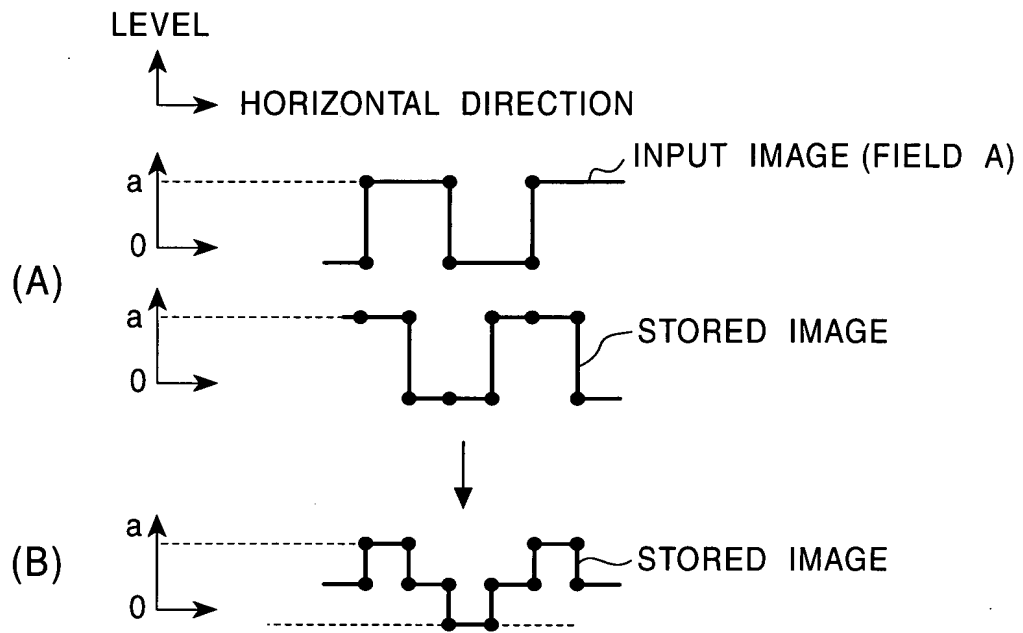 LEVEL
HORIZONTAL DIRECTION
a
INPUT IMAGE (FIELD A)
0
(A)
a
STORED IMAGE
0
a
(B)
STORED IMAGE
0